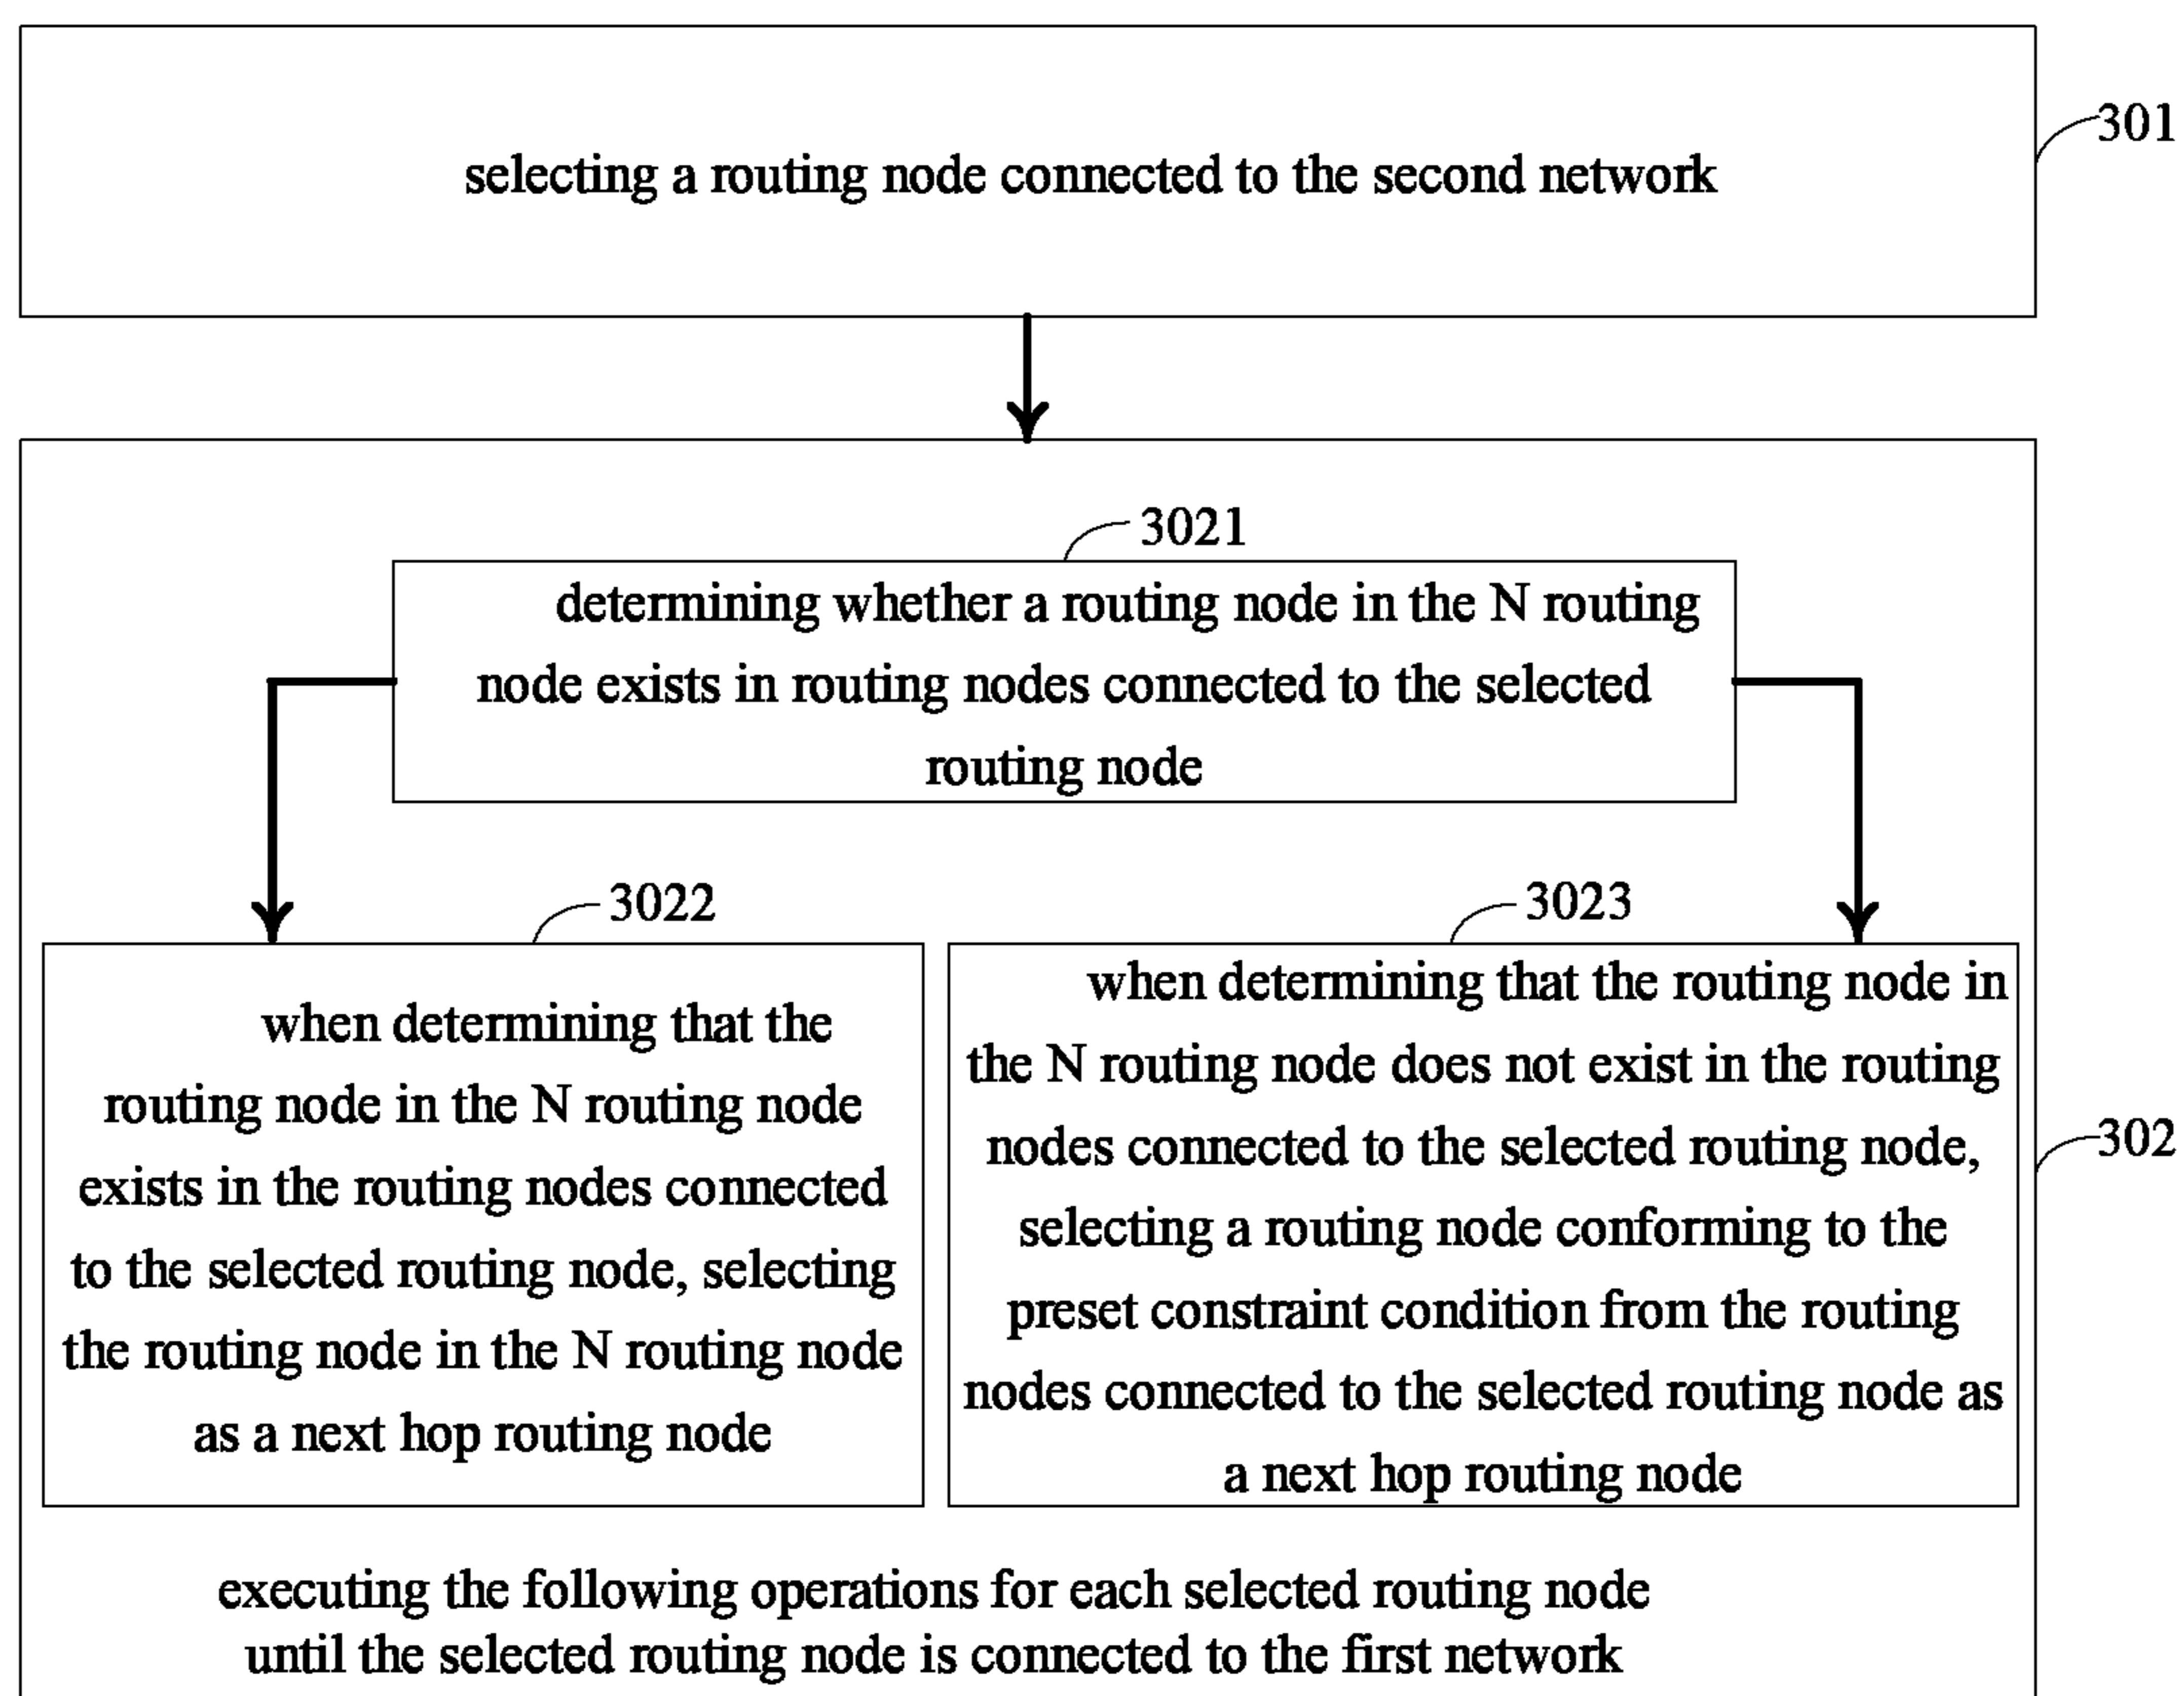 301
selecting a routing node connected to the second network
3021
determining whether a routing node in the N routing
node exists in routing nodes connected to the selected
routing node
3022
when determining that the
routing node in the N routing node
exists in the routing nodes connected
to the selected routing node, selecting
the routing node in the N routing node
as a next hop routing node
3023
when determining that the routing node in
the N routing node does not exist in the routing
nodes connected to the selected routing node,
selecting a routing node conforming to the
preset constraint condition from the routing
nodes connected to the selected routing node as
a next hop routing node
302
executing the following operations for each selected routing node
until the selected routing node is connected to the first network